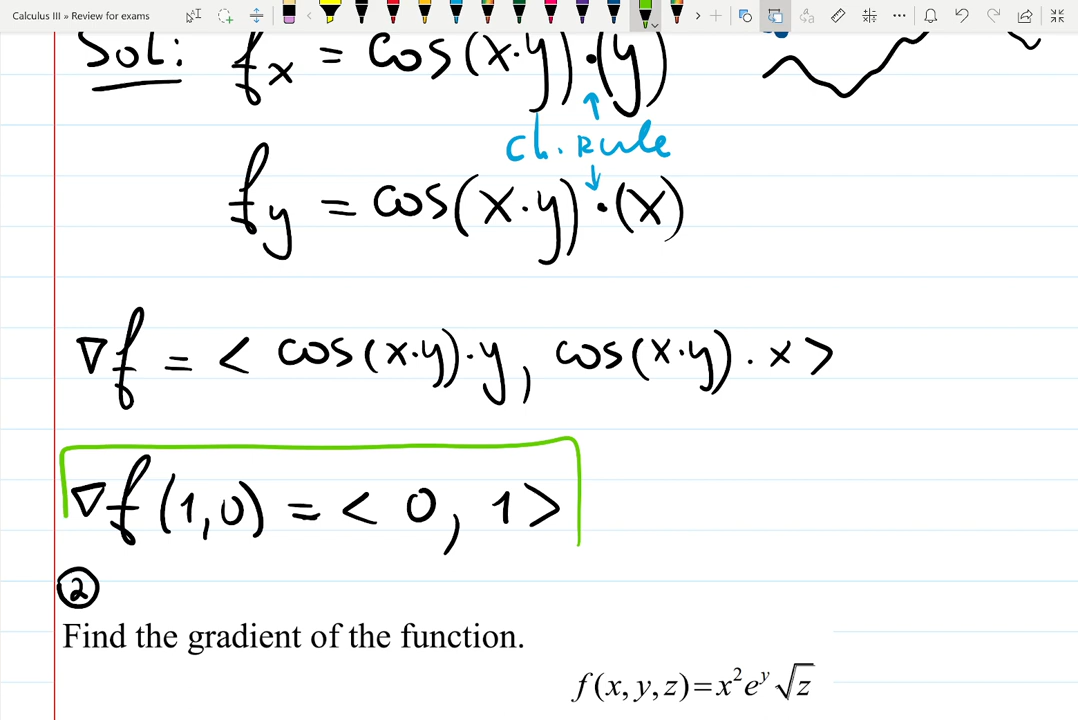 Calculus III » Review for exams
Sol: fx = cos(x·y)·(y)
ch. Rule
fy = cos(x·y)·(x)
∇f = < cos(x·y)·y, cos(x·y)·x >
∇f(1,0) = < 0, 1 >
②
Find the gradient of the function.
f(x, y, z)=x²eʸ√z